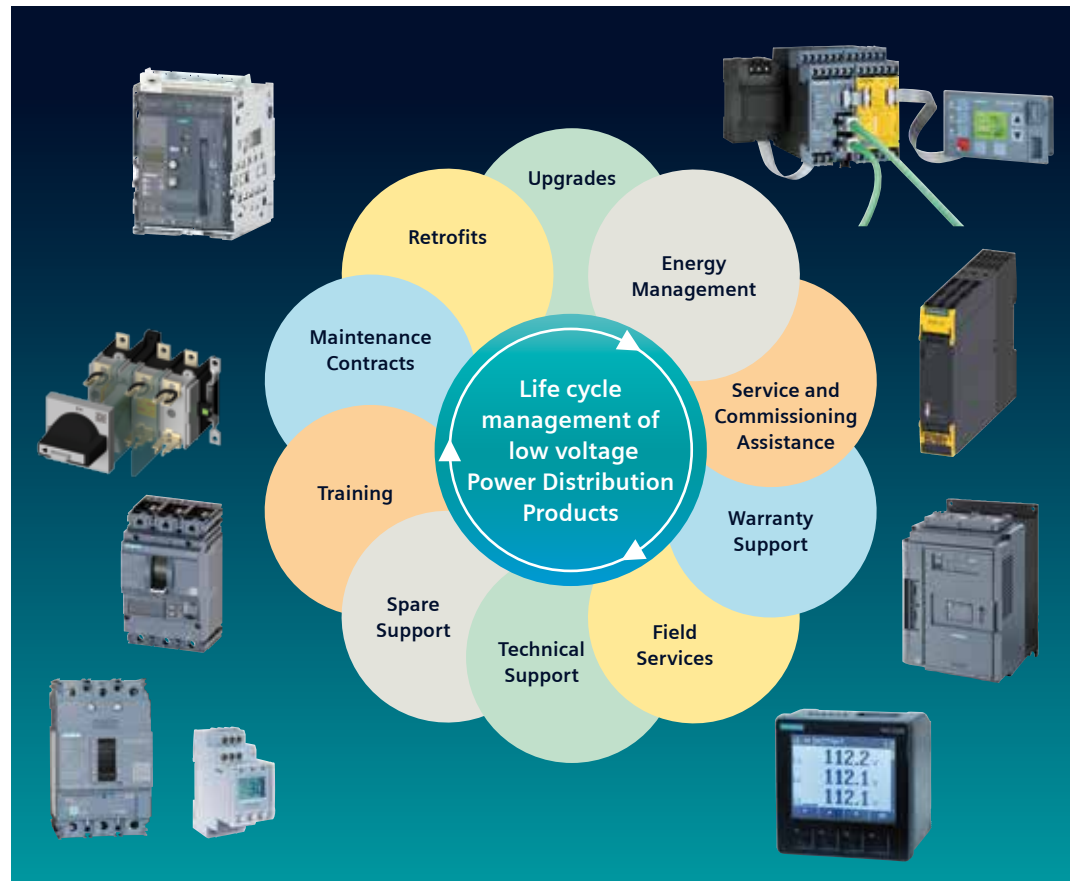 Upgrades
Retrofits
Energy
Management
Maintenance
Contracts
Life cycle
management of
low voltage
Power Distribution
Products
Service and
Commissioning
Assistance
Training
Warranty
Support
Spare
Support
Technical
Support
Field
Services
112.2
112.1
112.1